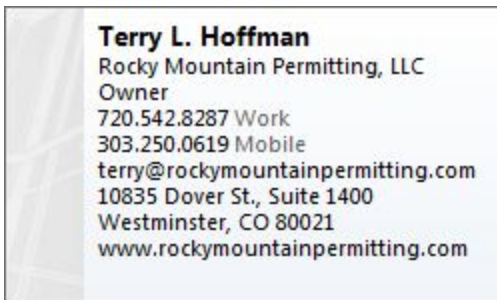 Terry L. Hoffman
Rocky Mountain Permitting, LLC
Owner
720.542.8287 Work
303.250.0619 Mobile
terry@rockymountainpermitting.com
10835 Dover St., Suite 1400
Westminster, CO 80021
www.rockymountainpermitting.com